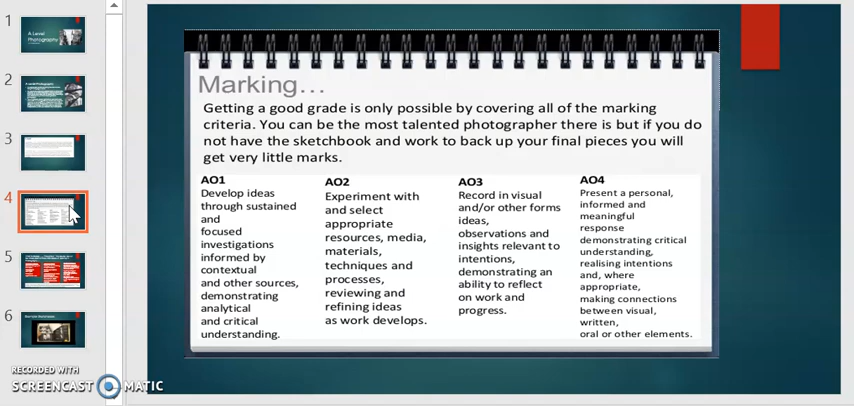 1
A Level
Photography
2
3
4
5
6
Marking...
Getting a good grade is only possible by covering all of the marking
criteria. You can be the most talented photographer there is but if you do
not have the sketchbook and work to back up your final pieces you will
get very little marks.
AO1
Develop ideas
through sustained
and
focused
investigations
informed by
contextual
and other sources,
demonstrating
analytical
and critical
understanding.
AO2
Experiment with
and select
appropriate
resources, media,
materials,
techniques and
processes,
reviewing and
refining ideas
as work develops.
AO3
Record in visual
and/or other forms
ideas,
observations and
insights relevant to
intentions,
demonstrating an
ability to reflect
on work and
progress.
AO4
Present a personal,
informed and
meaningful
response
demonstrating critical
understanding,
realising intentions
and, where
appropriate,
making connections
between visual,
written,
oral or other elements.
RECORDED WITH
SCREENCAST MATIC